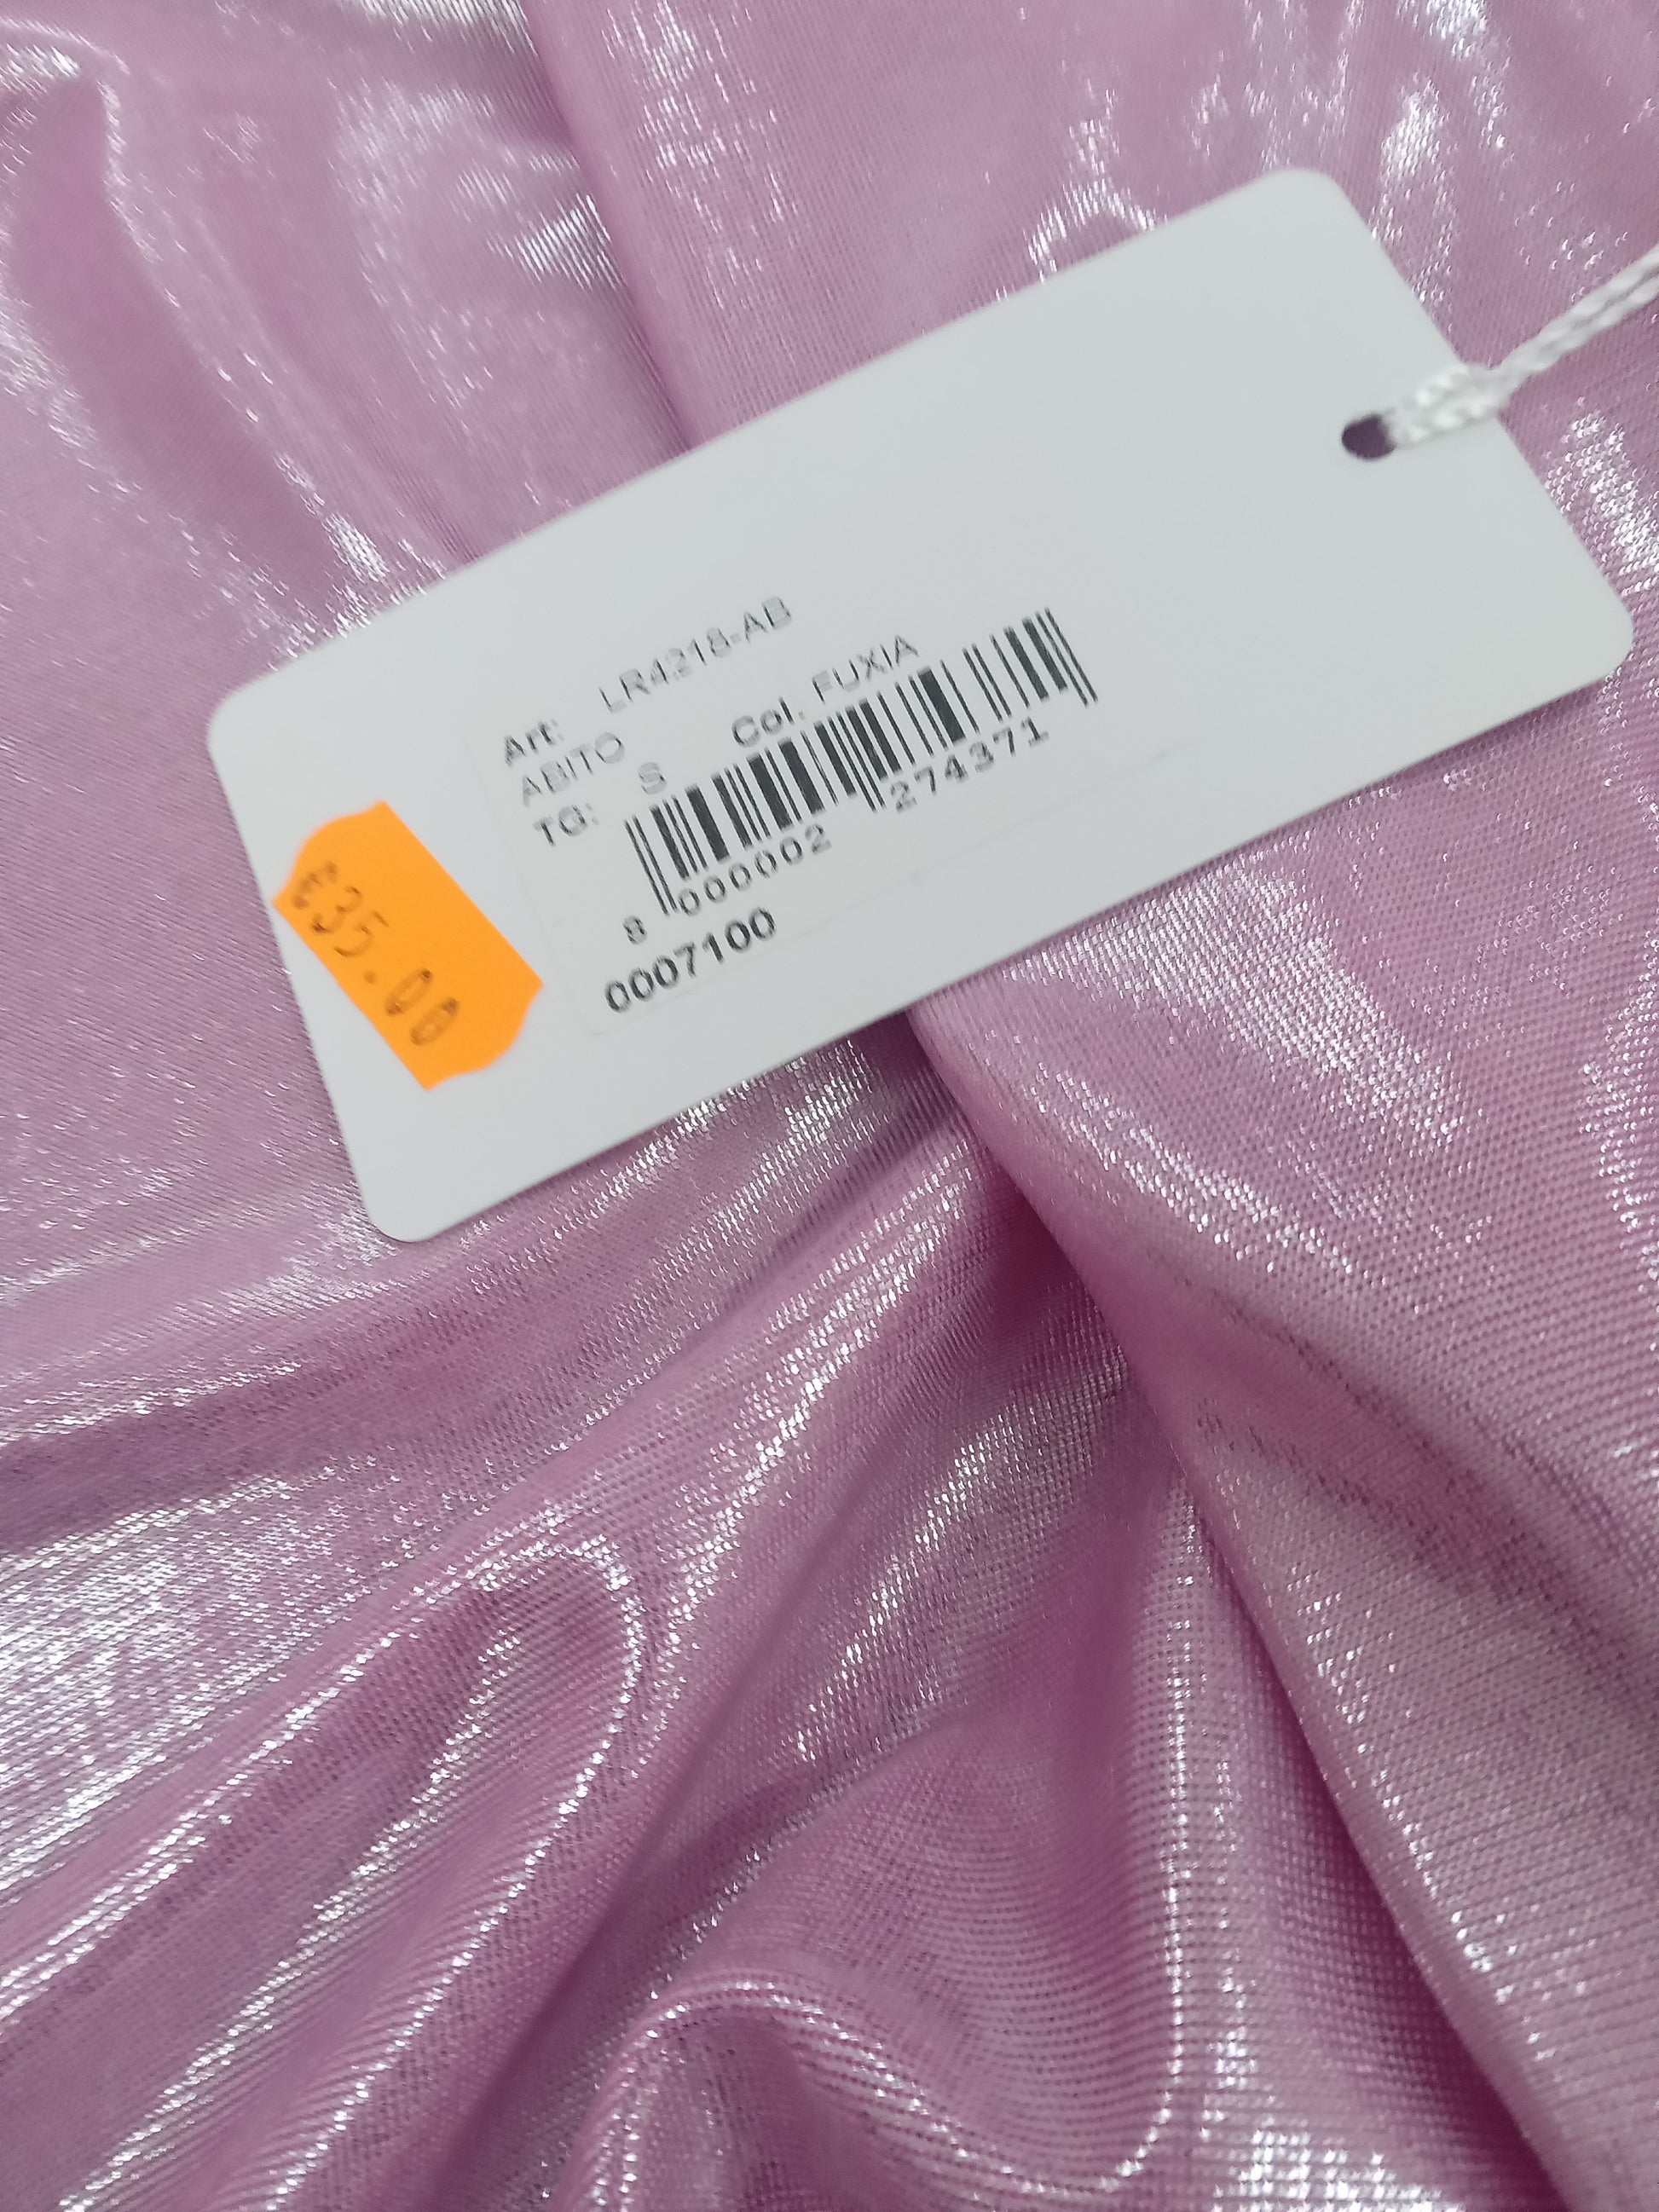 Art: LR4218-AB
ABITO
TG: S Col. FUXIA
8 000002 274371
0007100
€35.00